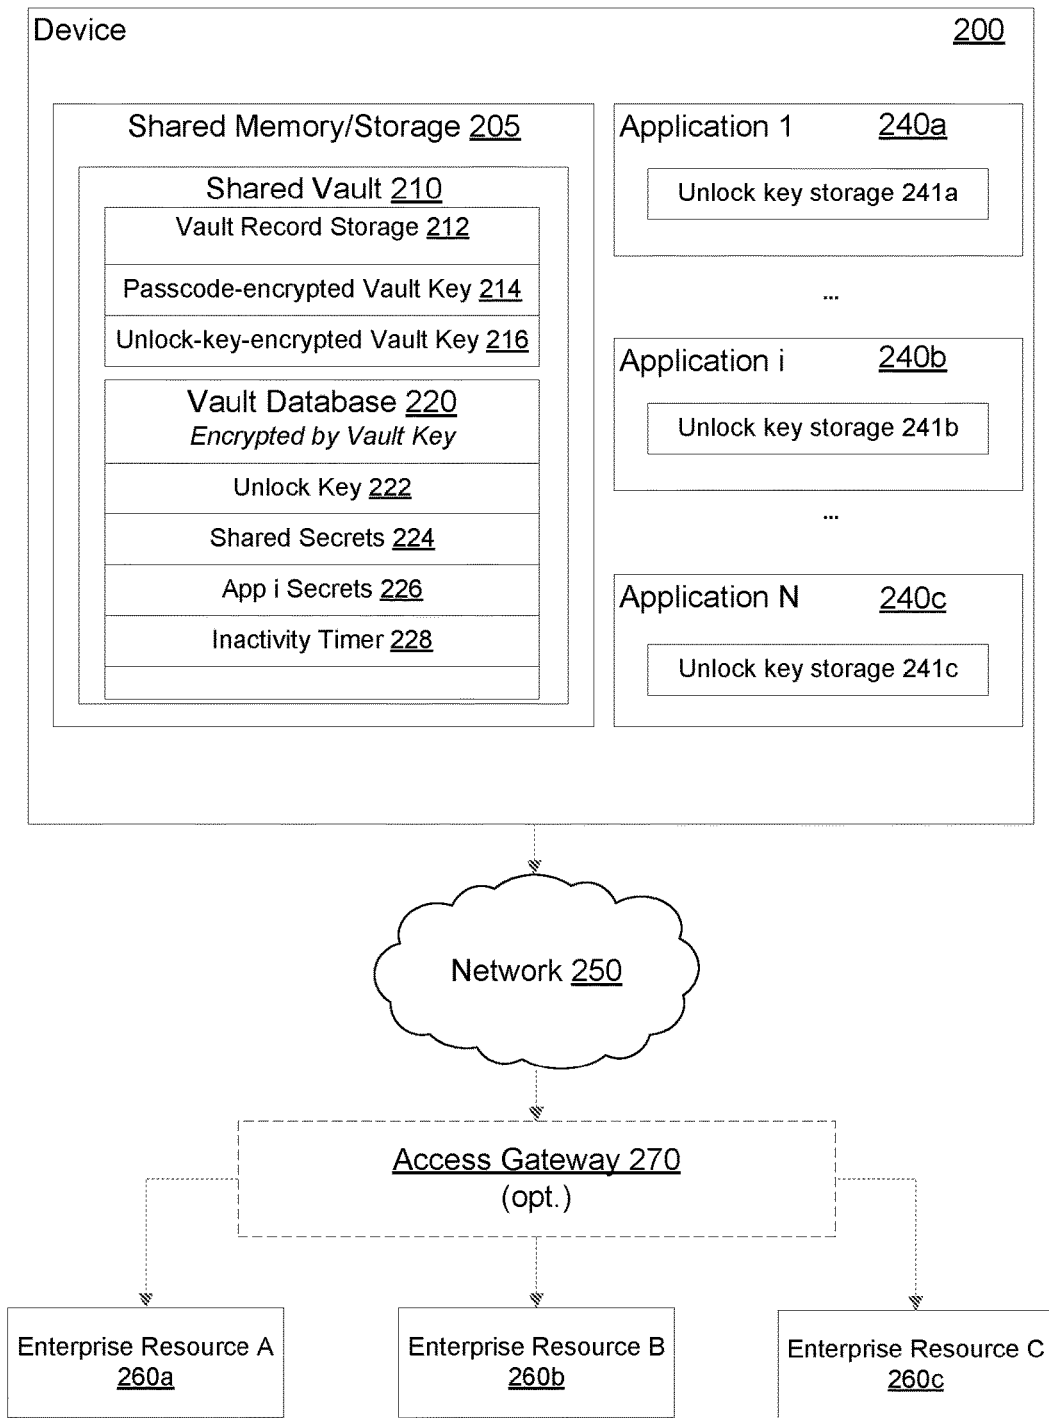 Device 200
Shared Memory/Storage 205
Shared Vault 210
Vault Record Storage 212
Passcode-encrypted Vault Key 214
Unlock-key-encrypted Vault Key 216
Vault Database 220
Encrypted by Vault Key
Unlock Key 222
Shared Secrets 224
App i Secrets 226
Inactivity Timer 228
Application 1 240a
Unlock key storage 241a
...
Application i 240b
Unlock key storage 241b
...
Application N 240c
Unlock key storage 241c
Network 250
Access Gateway 270
(opt.)
Enterprise Resource A
260a
Enterprise Resource B
260b
Enterprise Resource C
260c